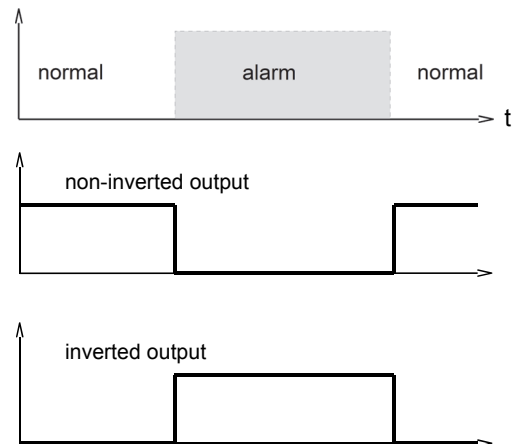 normal alarm normal
t
non-inverted output
inverted output